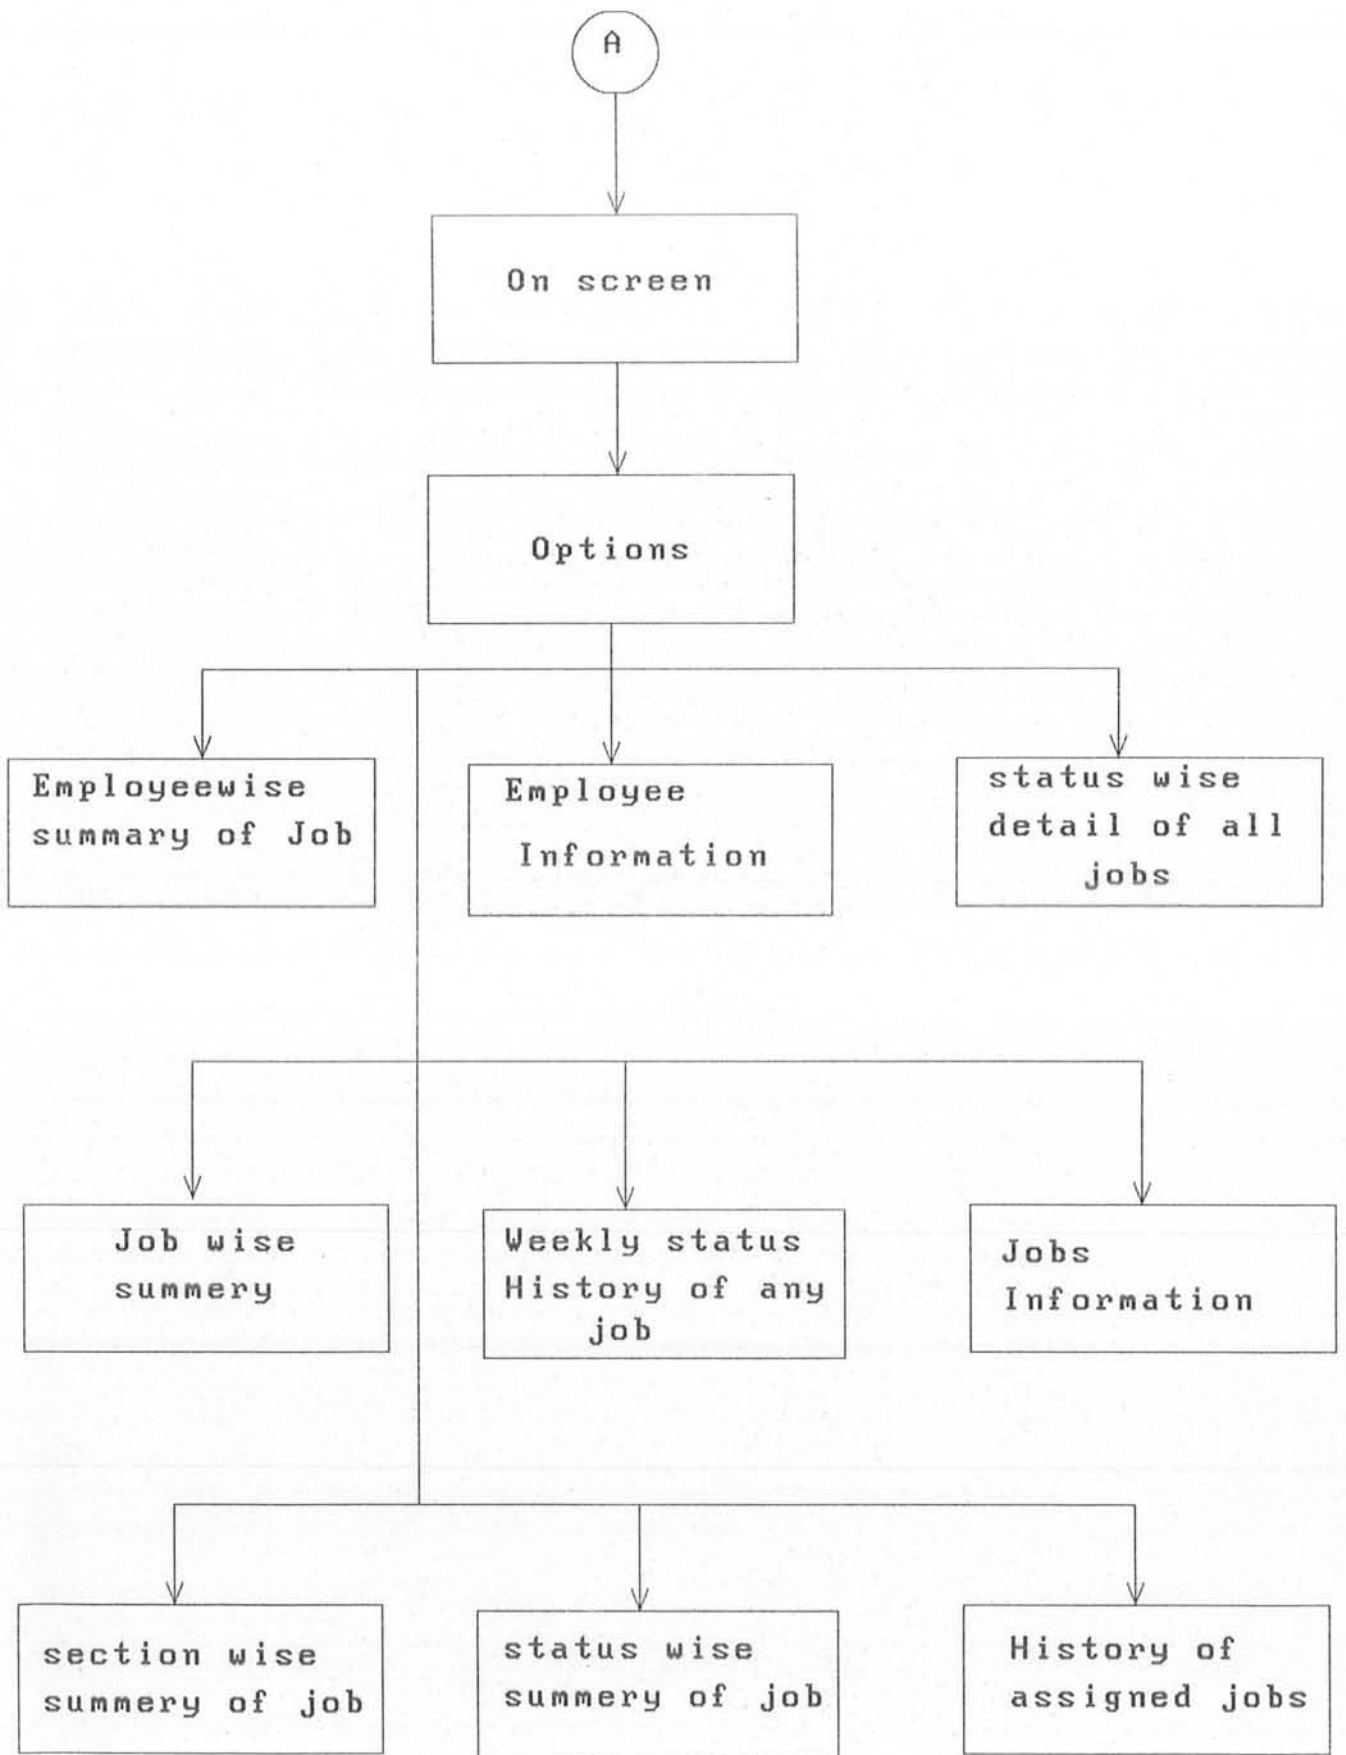 A
On screen
Options
Employeewise
summary of Job
Employee
Information
status wise
detail of all
jobs
Job wise
summery
Weekly status
History of any
job
Jobs
Information
section wise
summery of job
status wise
summery of job
History of
assigned jobs